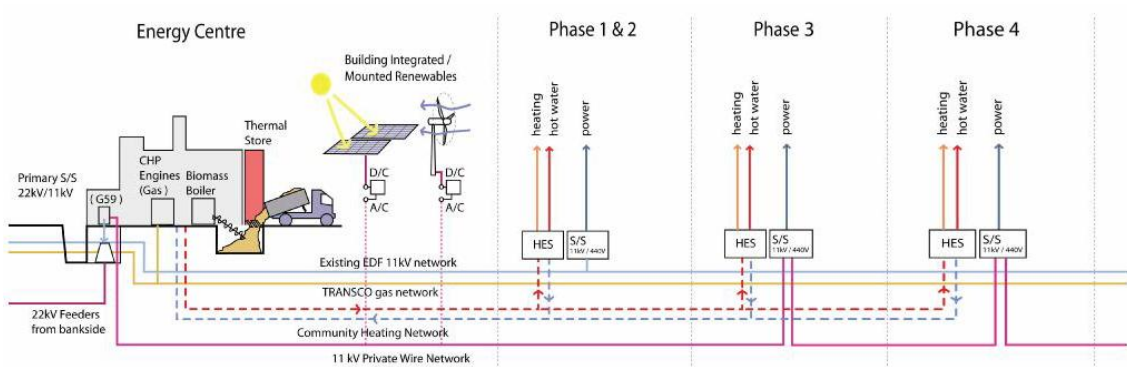 Energy Centre
Phase 1 & 2
Phase 3
Phase 4
Building Integrated /
Mounted Renewables
Thermal
Store
CHP
Engines
(Gas)
Biomass
Boiler
Primary S/S
22kV/11kV
( G59 )
D/C
A/C
D/C
A/C
heating
hot water
power
heating
hot water
power
heating
hot water
power
HES
S/S
11kV / 440V
HES
S/S
11kV / 440V
HES
S/S
11kV / 440V
Existing EDF 11kV network
TRANSCO gas network
22kV Feeders
from bankside
Community Heating Network
11 kV Private Wire Network